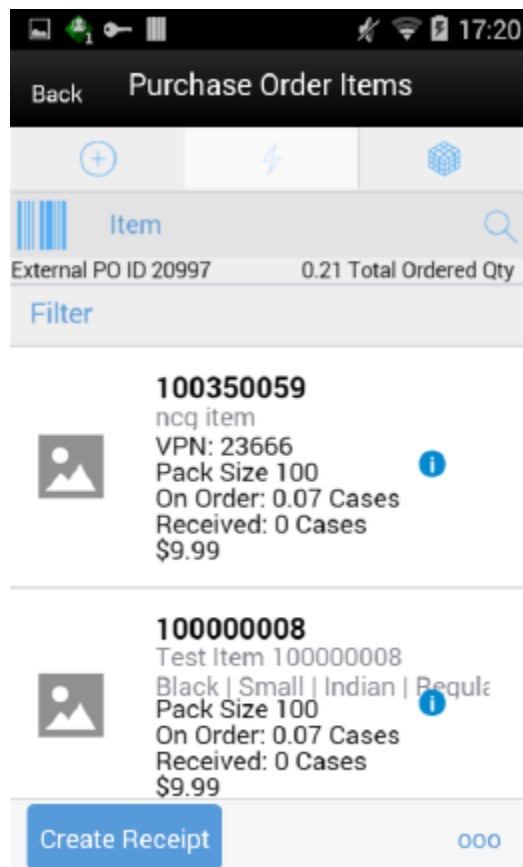 1
17:20
Back
Purchase Order Items
Item
External PO ID 20997
0.21 Total Ordered Qty
Filter
100350059
ncq item
VPN: 23666
Pack Size 100
On Order: 0.07 Cases
Received: 0 Cases
$9.99
100000008
Test Item 100000008
Black | Small | Indian |
Pack Size 100
On Order: 0.07 Cases
Received: 0 Cases
$9.99
Create Receipt